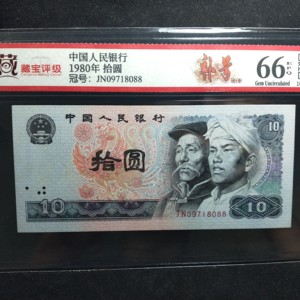 藏 藏宝评级
中国人民银行
1980年 拾圆
冠号: JN09718088
66
Gem Uncirculated
中国人民银行
10
拾圆
JN09718088
10
10